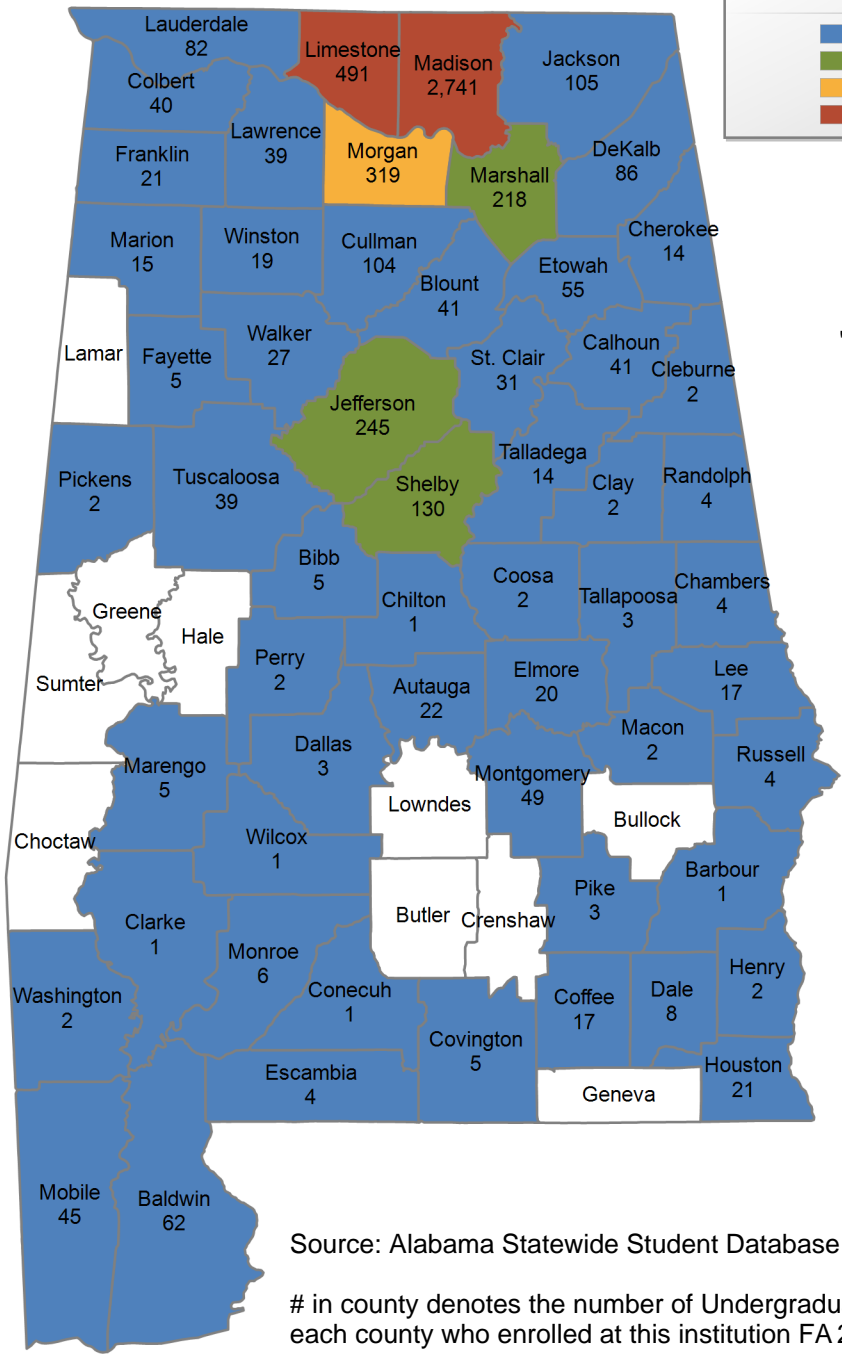 Lauderdale
82
Limestone
491
Madison
2,741
Jackson
105
Colbert
40
Lawrence
39
Franklin
21
Morgan
319
Marshall
218
DeKalb
86
Cherokee
14
Marion
15
Winston
19
Cullman
104
Blount
41
Etowah
55
Lamar
Fayette
5
Walker
27
St. Clair
31
Calhoun
41
Cleburne
2
Jefferson
245
Shelby
130
Talladega
14
Clay
2
Randolph
4
Pickens
2
Tuscaloosa
39
Bibb
5
Chilton
1
Coosa
2
Tallapoosa
3
Chambers
4
Greene
Hale
Sumter
Perry
2
Autauga
22
Elmore
20
Lee
17
Macon
2
Russell
4
Marengo
5
Dallas
3
Lowndes
Montgomery
49
Bullock
Choctaw
Wilcox
1
Butler
Crenshaw
Pike
3
Barbour
1
Clarke
1
Monroe
6
Conecuh
1
Covington
5
Coffee
17
Dale
8
Henry
2
Washington
2
Escambia
4
Geneva
Houston
21
Mobile
45
Baldwin
62
Source: Alabama Statewide Student Database
# in county denotes the number of Undergradu
each county who enrolled at this institution FA 2